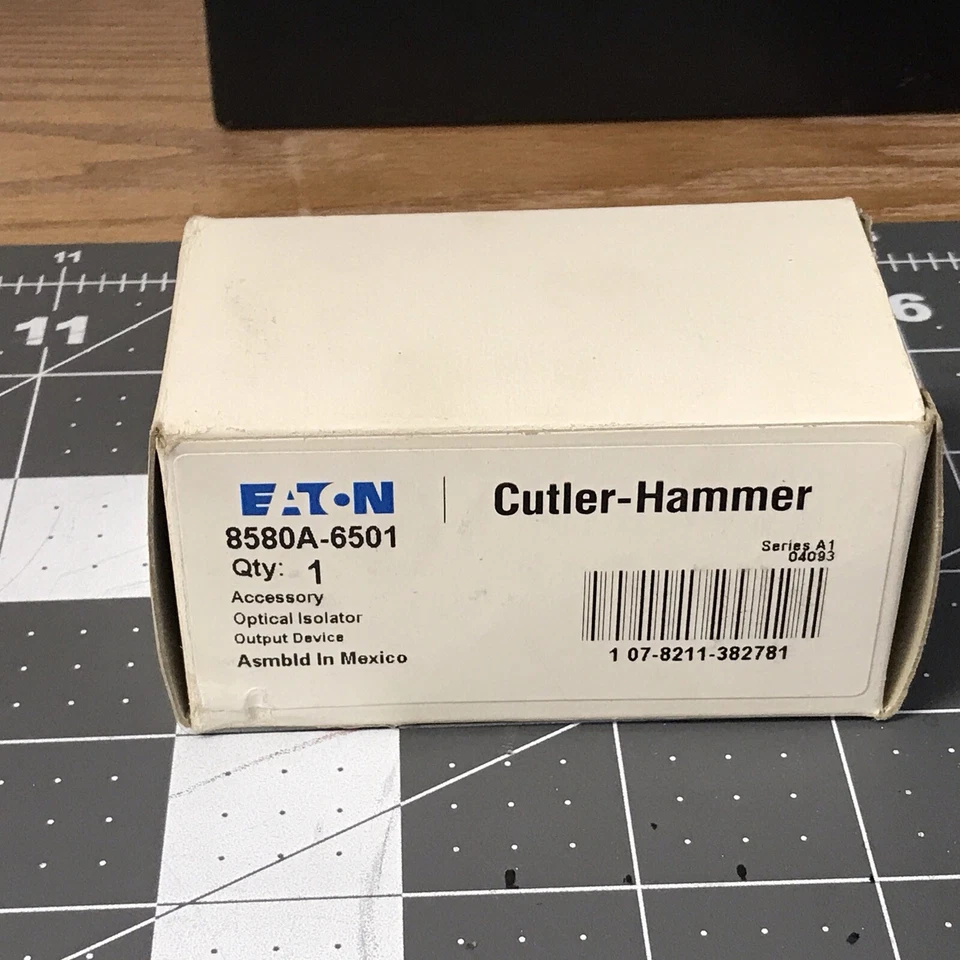 11
11
6
EATON | Cutler-Hammer
8580A-6501
Series A1
04093
Qty: 1
Accessory
Optical Isolator
Output Device
Asmbld In Mexico
1 07-8211-382781